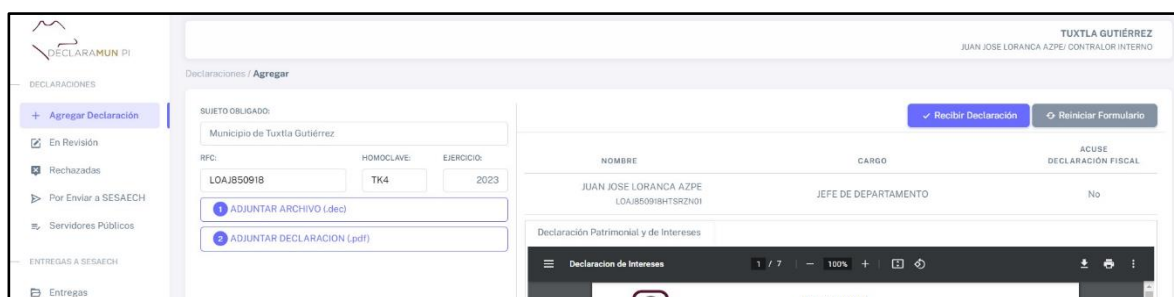 DECLARAMUN PI
TUXTLA GUTIÉRREZ
JUAN JOSE LORANCA AZPE/ CONTRALOR INTERNO
DECLARACIONES
+ Agregar Declaración
En Revisión
Rechazadas
Por Enviar a SESAECH
Servidores Públicos
ENTREGAS A SESAECH
Entregas
Declaraciones / Agregar
SUJETO OBLIGADO:
Municipio de Tuxtla Gutiérrez
RFC: HOMOCLAVE: EJERCICIO:
LOAJ850918 TK4 2023
1 ADJUNTAR ARCHIVO (.dec)
2 ADJUNTAR DECLARACION (.pdf)
Recibir Declaración Reiniciar Formulario
NOMBRE CARGO ACUSE
DECLARACIÓN FISCAL
JUAN JOSE LORANCA AZPE JEFE DE DEPARTAMENTO No
LOAJ850918HTSRZN01
Declaración Patrimonial y de Intereses
Declaracion de Intereses 1 / 7 | — 100% +